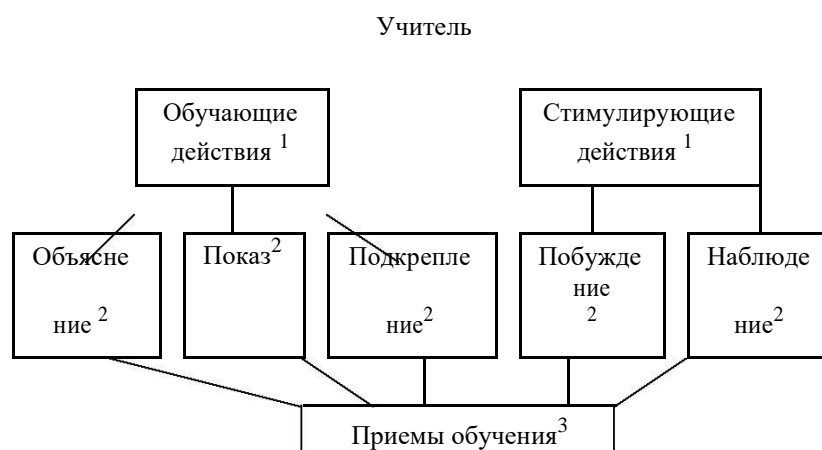 Учитель
Обучающие
действия 1
Стимулирующие
действия 1
Объясне
ние 2
Показ2
Подкрепле
ние2
Побужде
ние
2
Наблюде
ние2
Приемы обучения3